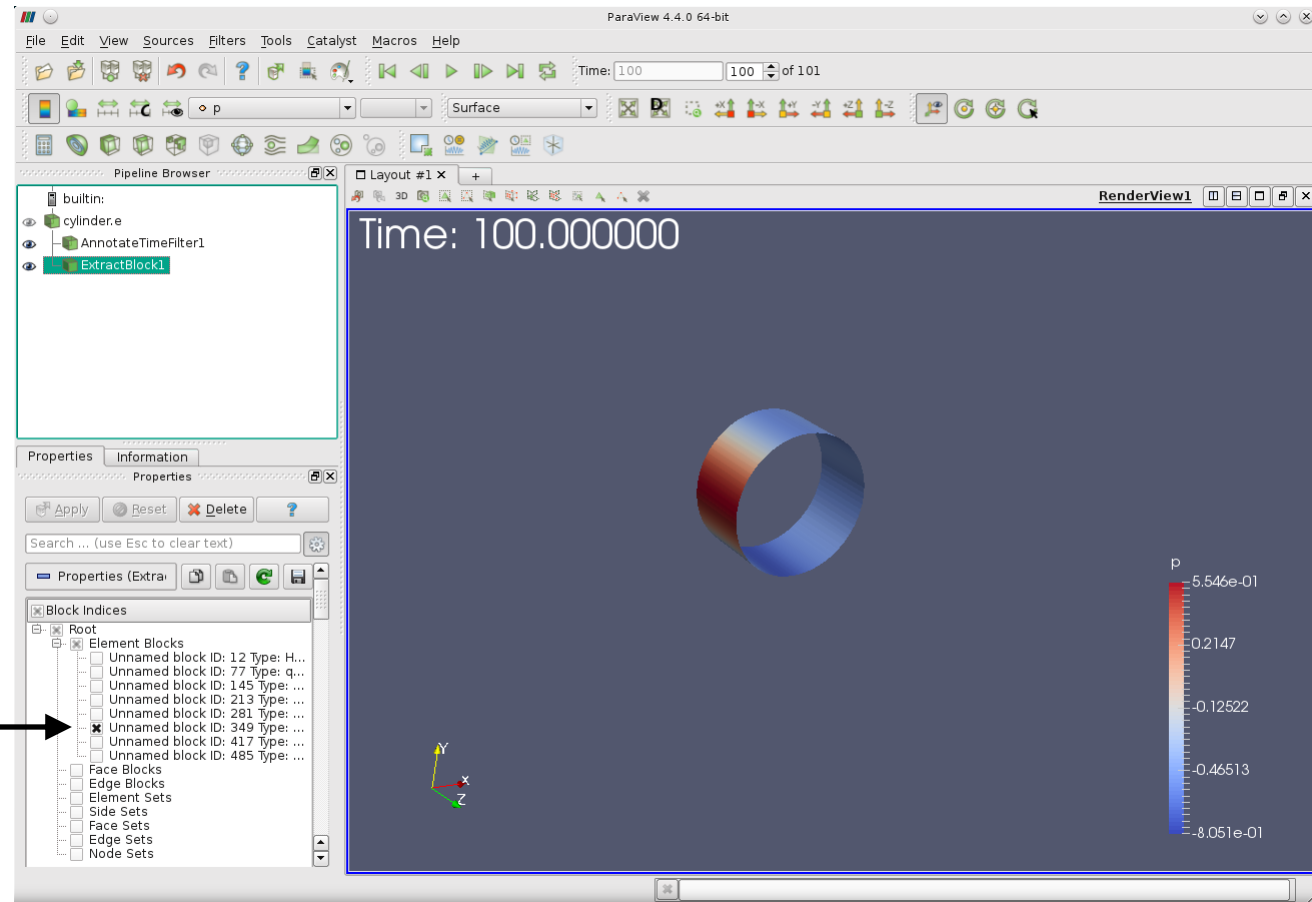 ParaView 4.4.0 64-bit
File Edit View Sources Filters Tools Catalyst Macros Help
Time: 100 100 of 101
p Surface
Pipeline Browser
Layout #1 +
builtin:
3D RenderView1
cylinder.e
AnnotateTimeFilter1
ExtractBlock1
Time: 100.000000
Properties Information
Properties
Apply Reset Delete ?
Search ... (use Esc to clear text)
Properties (Extra
Block Indices
Root
Element Blocks
Unnamed block ID: 12 Type: H...
Unnamed block ID: 77 Type: q...
Unnamed block ID: 145 Type: ...
Unnamed block ID: 213 Type: ...
Unnamed block ID: 281 Type: ...
Unnamed block ID: 349 Type: ...
Unnamed block ID: 417 Type: ...
Unnamed block ID: 485 Type: ...
Face Blocks
Edge Blocks
Element Sets
Side Sets
Face Sets
Edge Sets
Node Sets
Y
X
Z
p
5.546e-01
0.2147
-0.12522
-0.46513
-8.051e-01